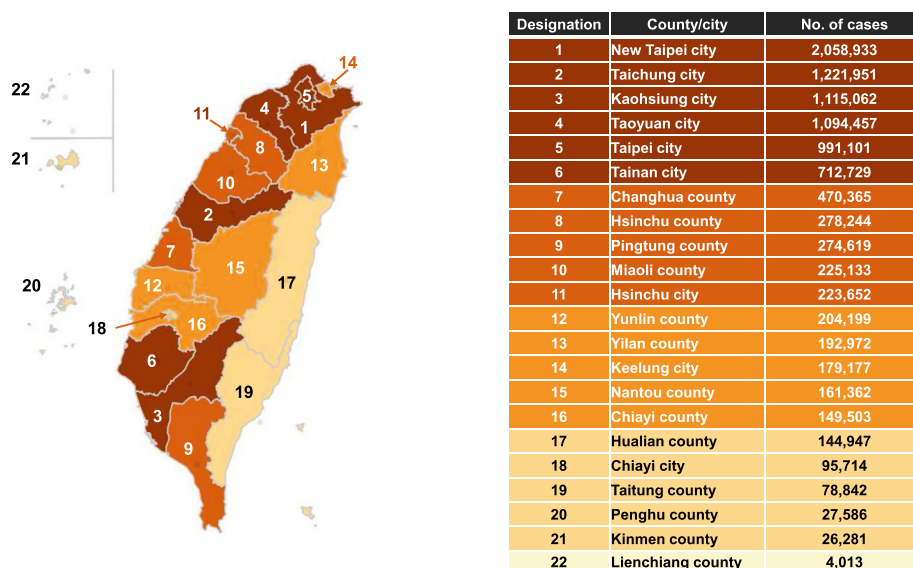 22
21
20
14
5
4
11
1
8
13
10
2
7
15
12
17
18
16
6
19
3
9
Designation County/city No. of cases
1 New Taipei city 2,058,933
2 Taichung city 1,221,951
3 Kaohsiung city 1,115,062
4 Taoyuan city 1,094,457
5 Taipei city 991,101
6 Tainan city 712,729
7 Changhua county 470,365
8 Hsinchu county 278,244
9 Pingtung county 274,619
10 Miaoli county 225,133
11 Hsinchu city 223,652
12 Yunlin county 204,199
13 Yilan county 192,972
14 Keelung city 179,177
15 Nantou county 161,362
16 Chiayi county 149,503
17 Hualian county 144,947
18 Chiayi city 95,714
19 Taitung county 78,842
20 Penghu county 27,586
21 Kinmen county 26,281
22 Lienchiang county 4,013